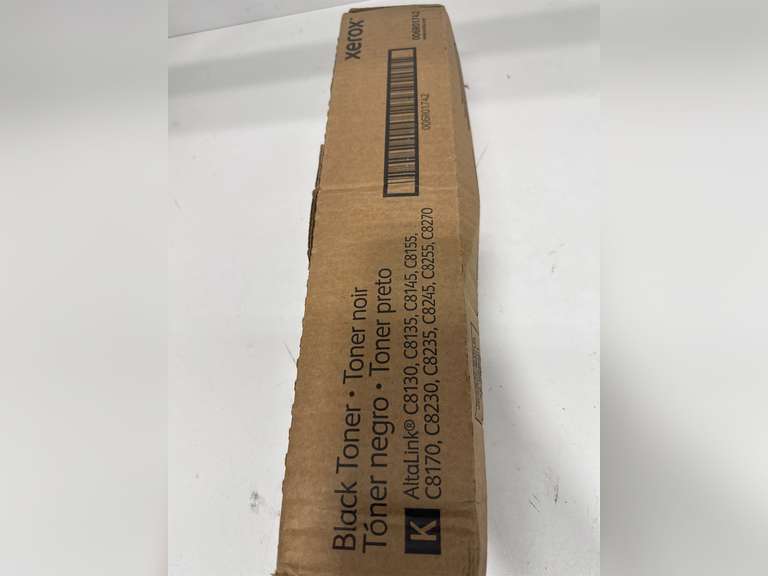 xerox
006R01742
006R01742
Black Toner • Toner noir
Tóner negro • Toner preto
K
AltaLink® C8130, C8135, C8145, C8155,
C8170, C8230, C8235, C8245, C8255, C8270